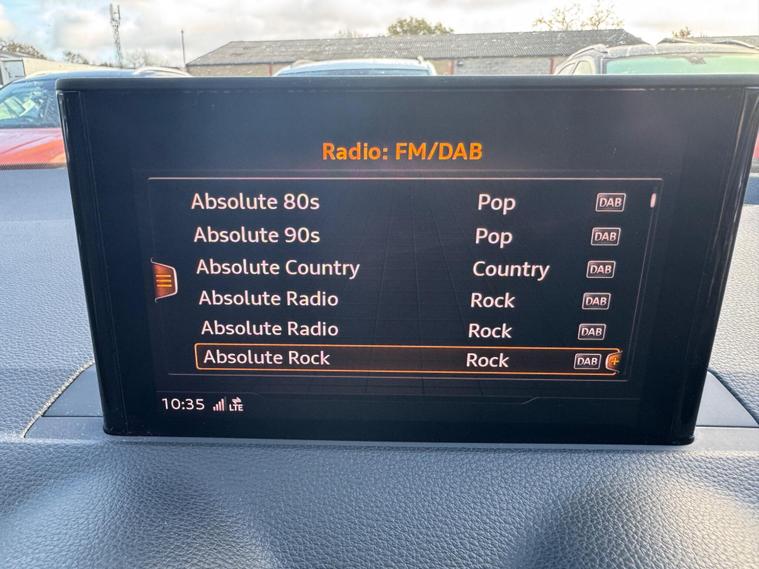 Radio: FM/DAB
Absolute 80s Pop DAB
Absolute 90s Pop DAB
Absolute Country Country DAB
Absolute Radio Rock DAB
Absolute Radio Rock DAB
Absolute Rock Rock DAB
10:35 LTE